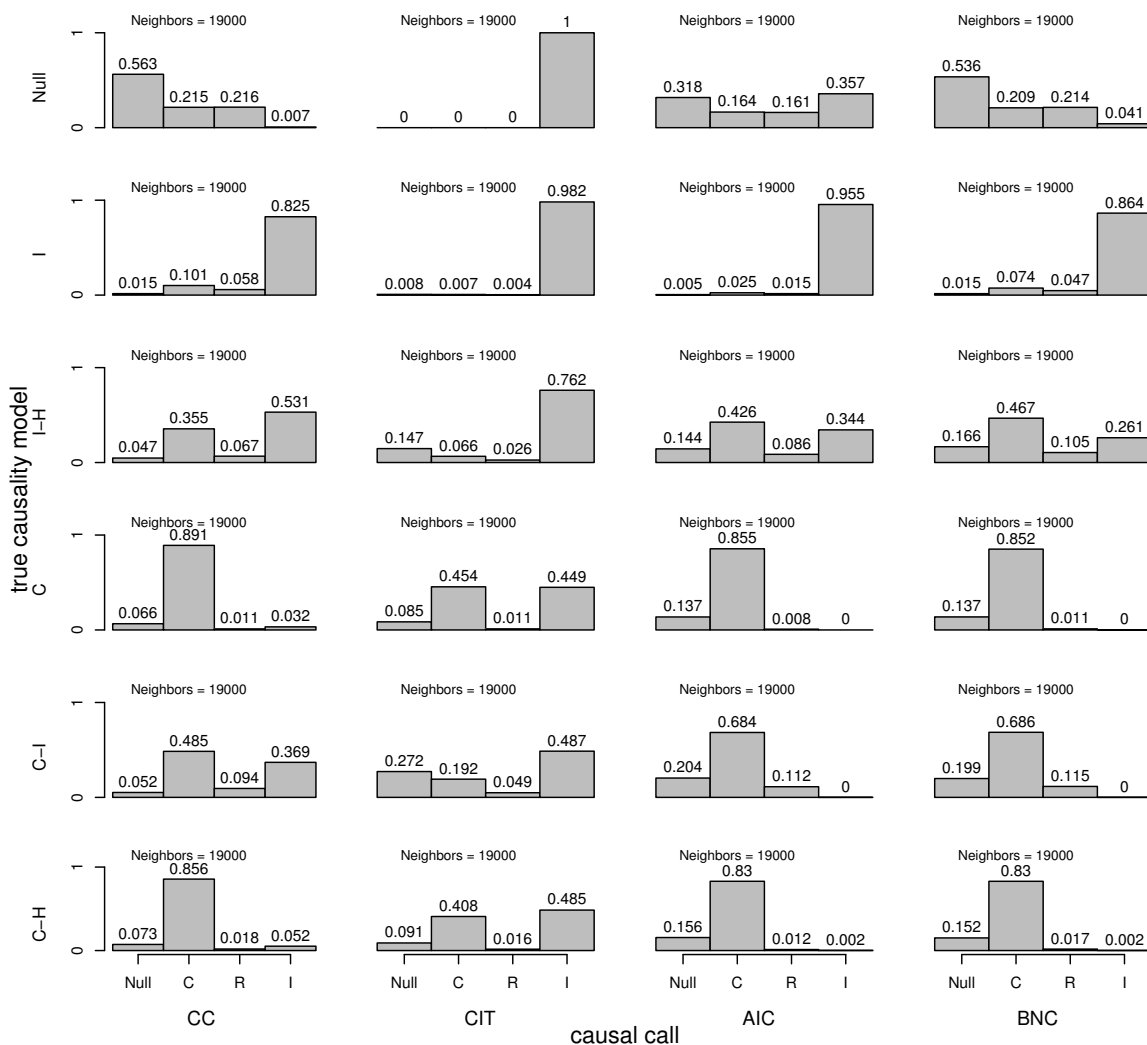 Neighbors = 19000 Neighbors = 19000 Neighbors = 19000 Neighbors = 19000
Null 0 1 0.563 0.215 0.216 0.007 0 0 0 1 0.318 0.164 0.161 0.357 0.536 0.209 0.214 0.041
Neighbors = 19000 Neighbors = 19000 Neighbors = 19000 Neighbors = 19000
I 0 1 0.015 0.101 0.058 0.825 0.008 0.007 0.004 0.982 0.005 0.025 0.015 0.955 0.015 0.074 0.047 0.864
Neighbors = 19000 Neighbors = 19000 Neighbors = 19000 Neighbors = 19000
true causality model
I−H 0 1 0.047 0.355 0.067 0.531 0.147 0.066 0.026 0.762 0.144 0.426 0.086 0.344 0.166 0.467 0.105 0.261
Neighbors = 19000 Neighbors = 19000 Neighbors = 19000 Neighbors = 19000
C 0 1 0.066 0.891 0.011 0.032 0.085 0.454 0.011 0.449 0.137 0.855 0.008 0 0.137 0.852 0.011 0
Neighbors = 19000 Neighbors = 19000 Neighbors = 19000 Neighbors = 19000
C−I 0 1 0.052 0.485 0.094 0.369 0.272 0.192 0.049 0.487 0.204 0.684 0.112 0 0.199 0.686 0.115 0
Neighbors = 19000 Neighbors = 19000 Neighbors = 19000 Neighbors = 19000
C−H 0 1 0.073 0.856 0.018 0.052 0.091 0.408 0.016 0.485 0.156 0.83 0.012 0.002 0.152 0.83 0.017 0.002
Null C R I Null C R I Null C R I Null C R I
CC CIT AIC BNC
causal call